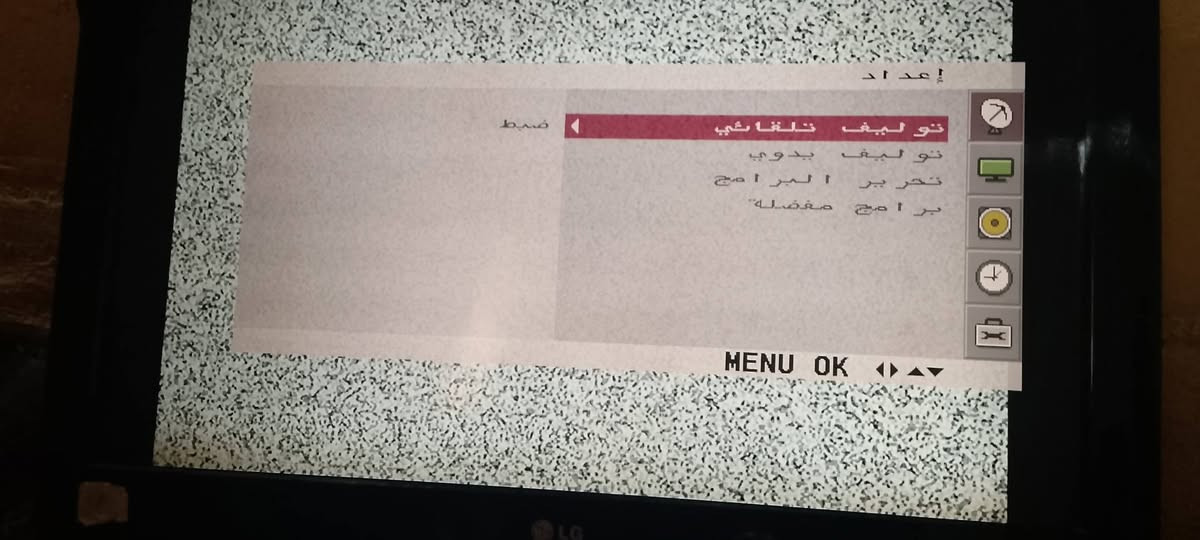 إعداد
توليف تلقائي ضبط
توليف يدوي
تحرير البرامج
برامج مفضلة
MENU OK
LG